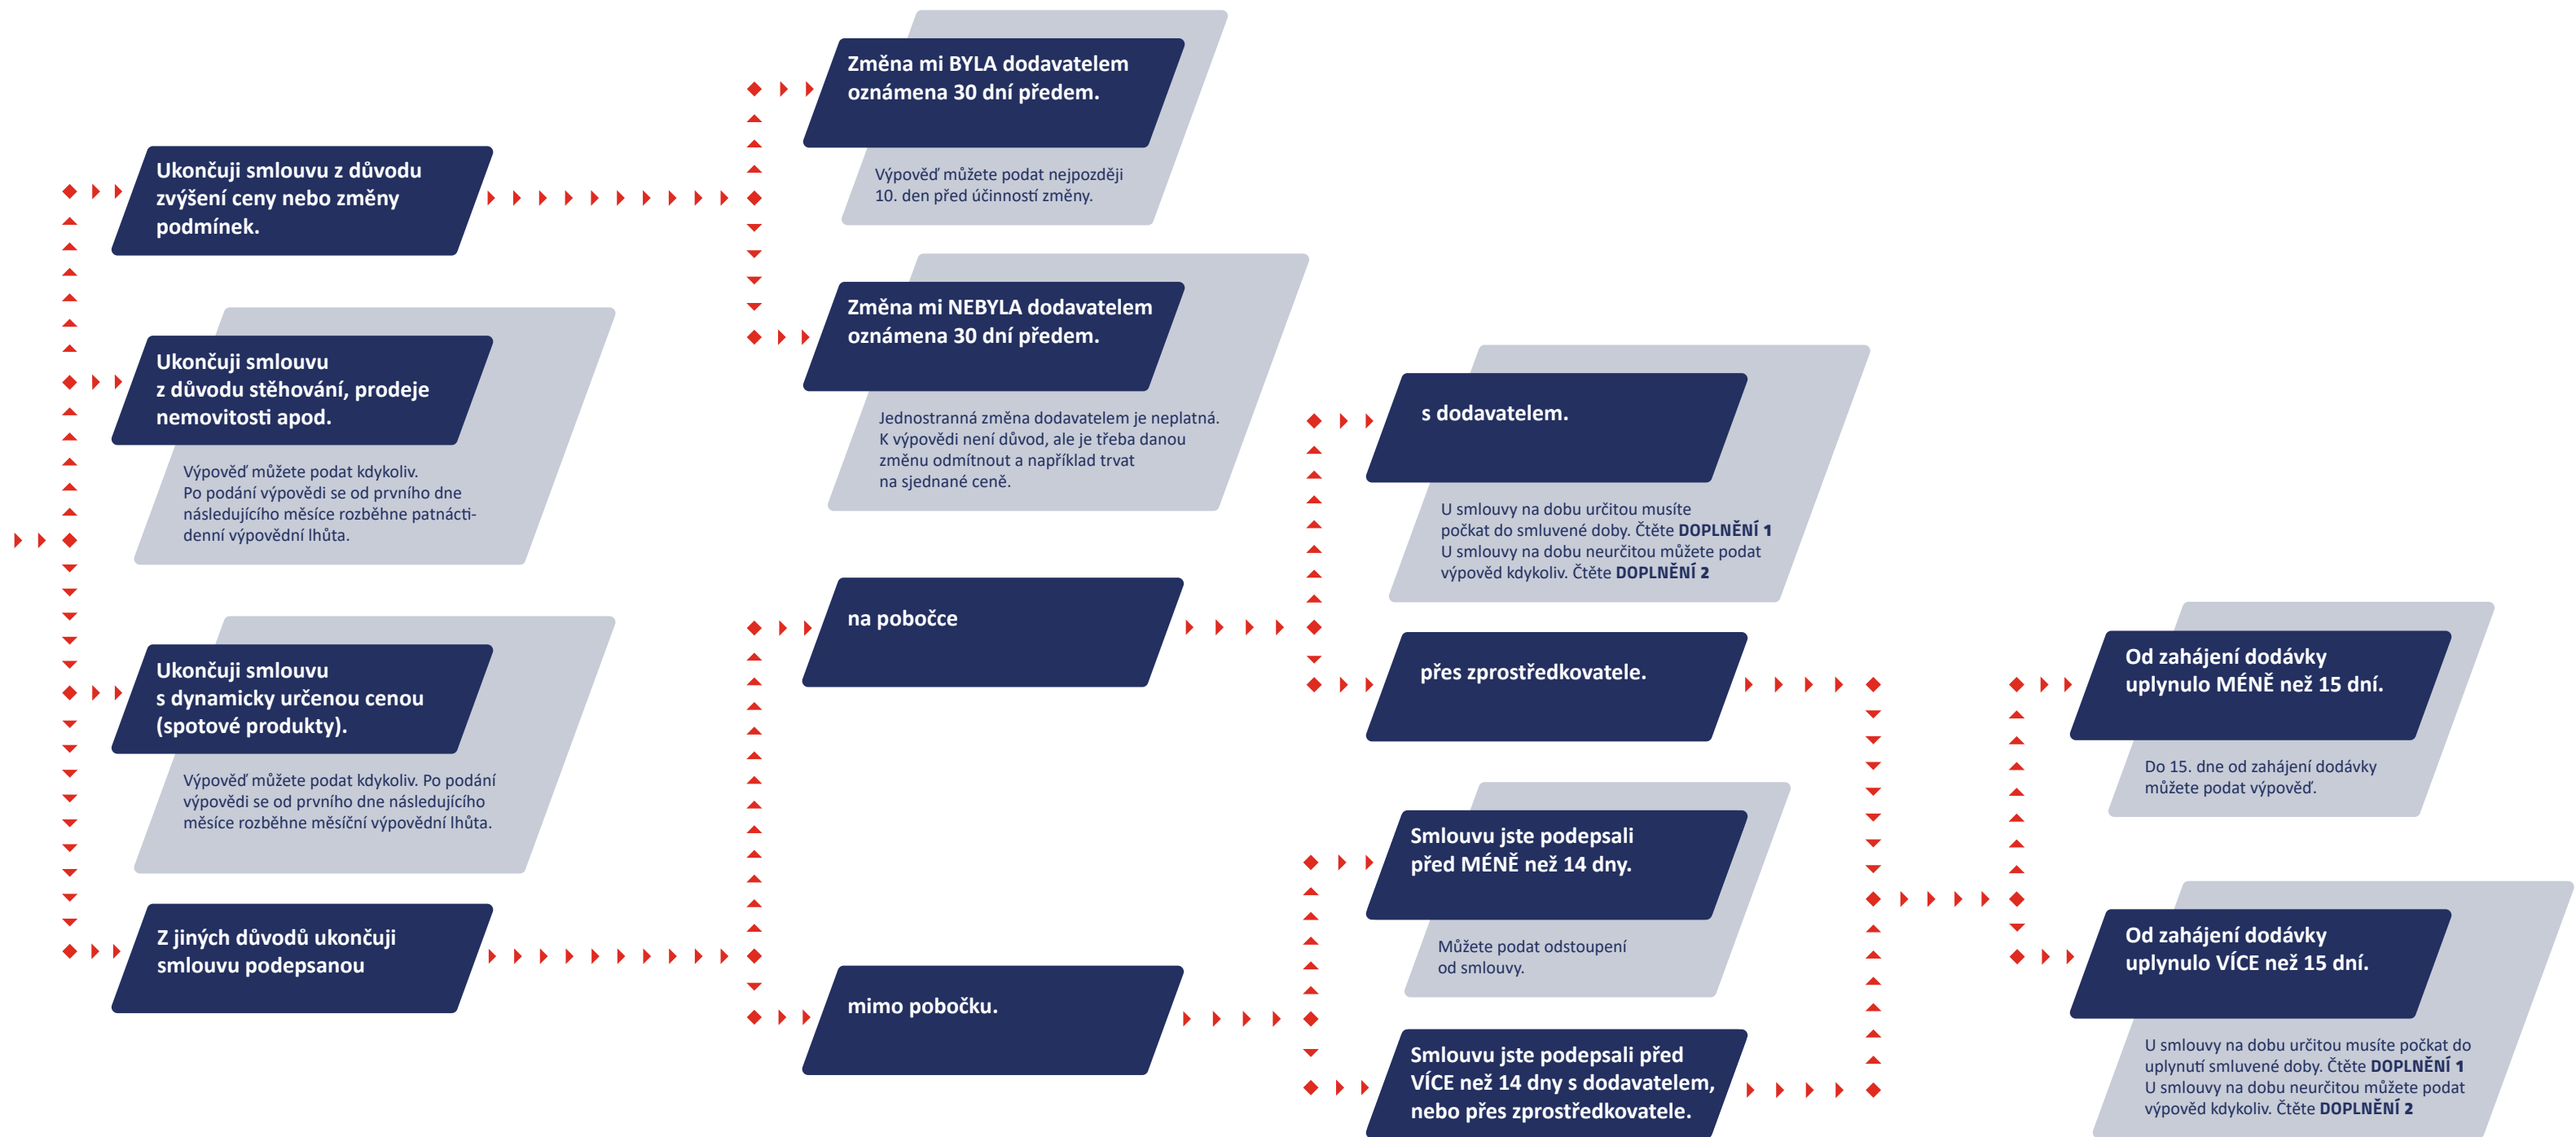 Změna mi BYLA dodavatelem
oznámena 30 dní předem.
Výpověď můžete podat nejpozději
10. den před účinností změny.
Ukončuji smlouvu z důvodu
zvýšení ceny nebo změny
podmínek.
Změna mi NEBYLA dodavatelem
oznámena 30 dní předem.
Jednostranná změna dodavatelem je neplatná.
K výpovědi není důvod, ale je třeba danou
změnu odmítnout a například trvat
na sjednané ceně.
Ukončuji smlouvu
z důvodu stěhování, prodeje
nemovitosti apod.
Výpověď můžete podat kdykoliv.
Po podání výpovědi se od prvního dne
následujícího měsíce rozběhne patnácti-
denní výpovědní lhůta.
Ukončuji smlouvu
s dynamicky určenou cenou
(spotové produkty).
Výpověď můžete podat kdykoliv. Po podání
výpovědi se od prvního dne následujícího
měsíce rozběhne měsíční výpovědní lhůta.
Z jiných důvodů ukončuji
smlouvu podepsanou
na pobočce
s dodavatelem.
U smlouvy na dobu určitou musíte
počkat do smluvené doby. Čtěte DOPLNĚNÍ 1
U smlouvy na dobu neurčitou můžete podat
výpověd kdykoliv. Čtěte DOPLNĚNÍ 2
přes zprostředkovatele.
mimo pobočku.
Smlouvu jste podepsali
před MÉNĚ než 14 dny.
Můžete podat odstoupení
od smlouvy.
Smlouvu jste podepsali před
VÍCE než 14 dny s dodavatelem,
nebo přes zprostředkovatele.
Od zahájení dodávky
uplynulo MÉNĚ než 15 dní.
Do 15. dne od zahájení dodávky
můžete podat výpověď.
Od zahájení dodávky
uplynulo VÍCE než 15 dní.
U smlouvy na dobu určitou musíte počkat do
uplynutí smluvené doby. Čtěte DOPLNĚNÍ 1
U smlouvy na dobu neurčitou můžete podat
výpověd kdykoliv. Čtěte DOPLNĚNÍ 2